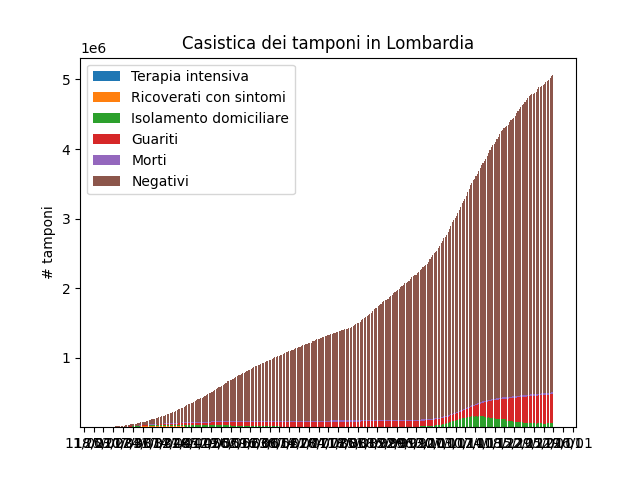 Casistica dei tamponi in Lombardia
1e6
Terapia intensiva
Ricoverati con sintomi
Isolamento domiciliare
Guariti
Morti
Negativi
# tamponi
5
4
3
2
1